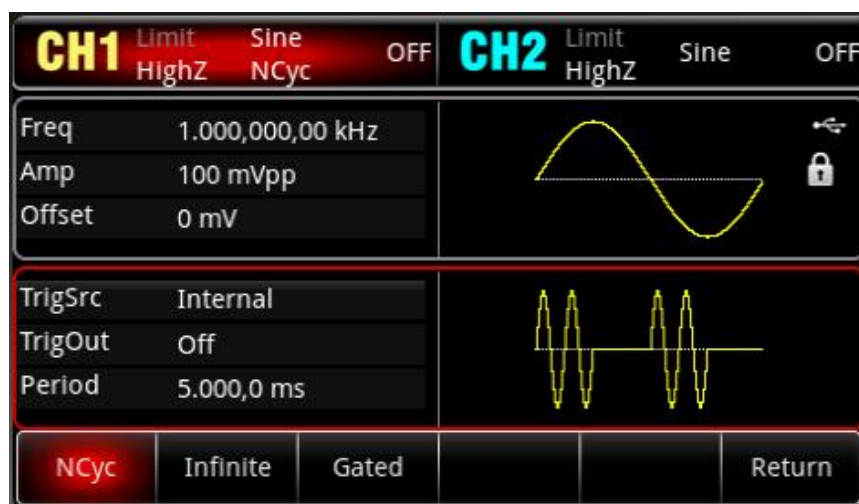 CH1 Limit Sine OFF CH2 Limit Sine OFF
HighZ NCyc HighZ
Freq 1.000,000,00 kHz
Amp 100 mVpp
Offset 0 mV
TrigSrc Internal
TrigOut Off
Period 5.000,0 ms
NCyc Infinite Gated Return